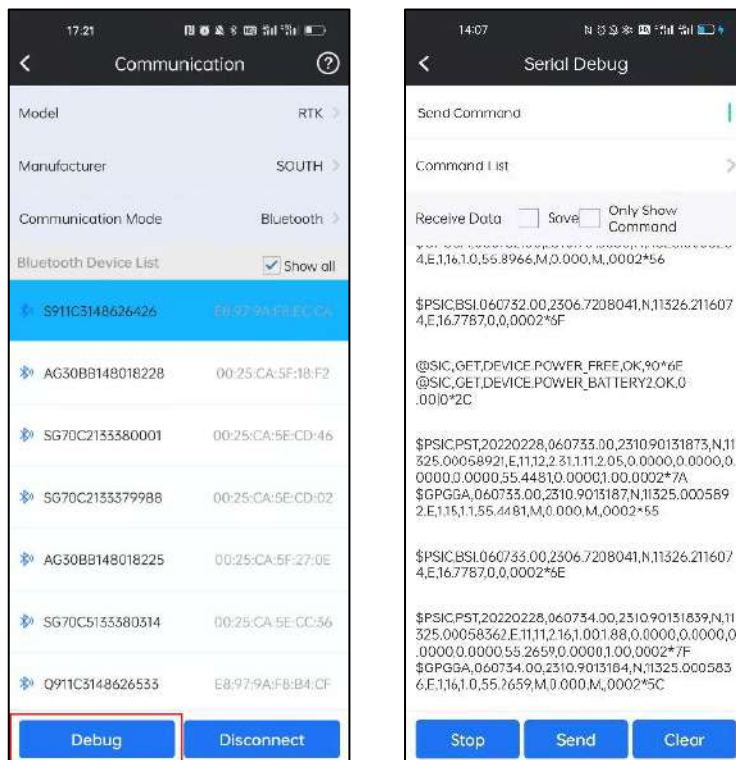 17:21
Communication
Model RTK
Manufacturer SOUTH
Communication Mode Bluetooth
Bluetooth Device List Show all
S911C3148626426 E8:97:9A:F8:EC:CA
AG30BB148018228 00:25:CA:5F:18:F2
SG70C2133380001 00:25:CA:5E:CD:46
SG70C2133379988 00:25:CA:5E:CD:02
AG30BB148018225 00:25:CA:5F:27:0E
SG70C5133380314 00:25:CA:5E:CC:36
Q911C3148626533 E8:97:9A:F8:B4:CF
Debug Disconnect
14:07
Serial Debug
Send Command
Command List
Receive Data Save Only Show
Command
4,E,1,16,1.0,55.8966,M,0.000,M,,0002*56
$PSIC,BSI,060732.00,2306.7208041,N,11326.211607
4,E,16.7787,0,0,0002*6F
@SIC,GET,DEVICE.POWER_FREE,OK,90*6E
@SIC,GET,DEVICE.POWER_BATTERY2,OK,0
.00|0*2C
$PSIC,PST,20220228,060733.00,2310.90131873,N,11
325.00058921,E,11,12,2.31,1.11,2.05,0.0000,0.0000,0.
0000,0.0000,55.4481,0.0000,1.00,0002*7A
$GPGGA,060733.00,2310.9013187,N,11325.000589
2,E,1,15,1.1,55.4481,M,0.000,M,,0002*55
$PSIC,BSI,060733.00,2306.7208041,N,11326.211607
4,E,16.7787,0,0,0002*6E
$PSIC,PST,20220228,060734.00,2310.90131839,N,11
325.00058362,E,11,11,2.16,1.00,1.88,0.0000,0.0000,0
.0000,0.0000,55.2659,0.0000,1.00,0002*7F
$GPGGA,060734.00,2310.9013184,N,11325.000583
6,E,1,16,1.0,55.2659,M,0.000,M,,0002*5C
Stop Send Clear